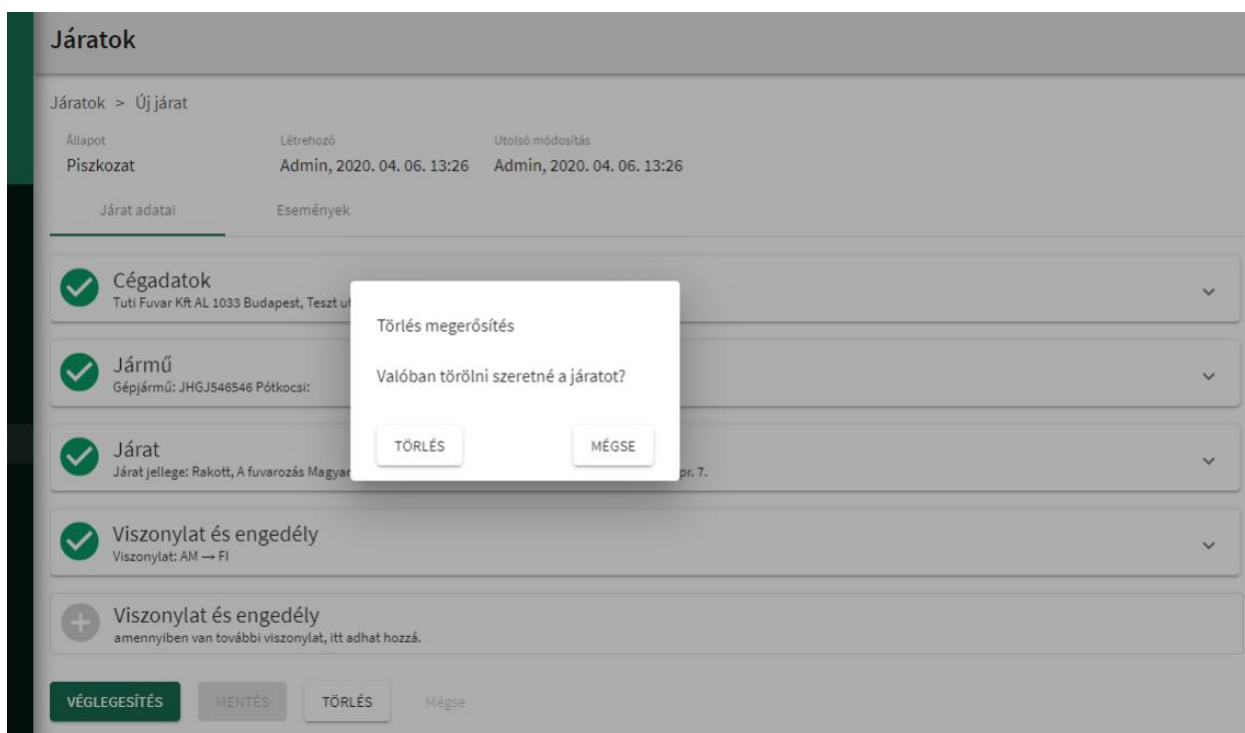 Járatok
Járatok > Új járat
Állapot
Létrehozó
Utolsó módosítás
Piszkozat
Admin, 2020. 04. 06. 13:26
Admin, 2020. 04. 06. 13:26
Járat adatai
Események
Cégadatok
Tuti Fuvar Kft AL 1033 Budapest, Teszt
Jármű
Gépjármű: JHGJ546546 Pótkocsi:
Járat
Járat jellege: Rakott, A fuvarozás
pr. 7.
Törlés megerősítés
Valóban törölni szeretné a járatot?
TÖRLÉS
MÉGSE
Viszonylat és engedély
Viszonylat: AM → FI
Viszonylat és engedély
amennyiben van további viszonylat, itt adhat hozzá.
VÉGLEGESÍTÉS
MENTÉS
TÖRLÉS
Mégse